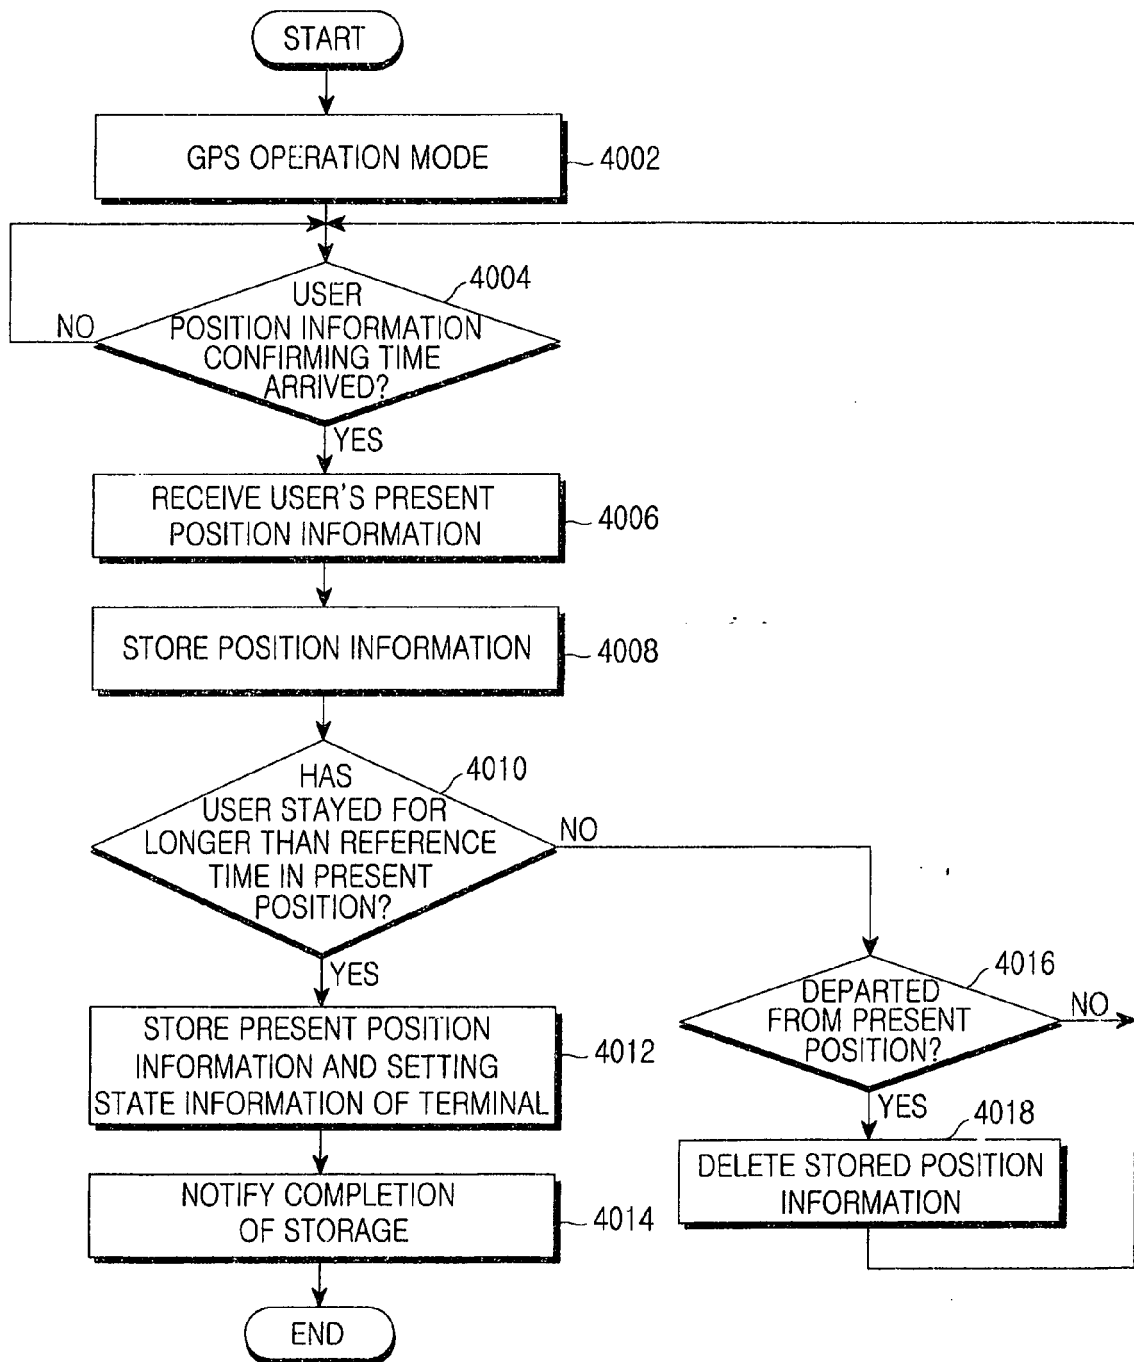 START
GPS OPERATION MODE
4002
4004
USER
POSITION INFORMATION
CONFIRMING TIME
ARRIVED?
NO
YES
RECEIVE USER'S PRESENT
POSITION INFORMATION
4006
STORE POSITION INFORMATION
4008
4010
HAS
USER STAYED FOR
LONGER THAN REFERENCE
TIME IN PRESENT
POSITION?
NO
YES
4016
DEPARTED
FROM PRESENT
POSITION?
NO
YES
STORE PRESENT POSITION
INFORMATION AND SETTING
STATE INFORMATION OF TERMINAL
4012
4018
DELETE STORED POSITION
INFORMATION
NOTIFY COMPLETION
OF STORAGE
4014
END